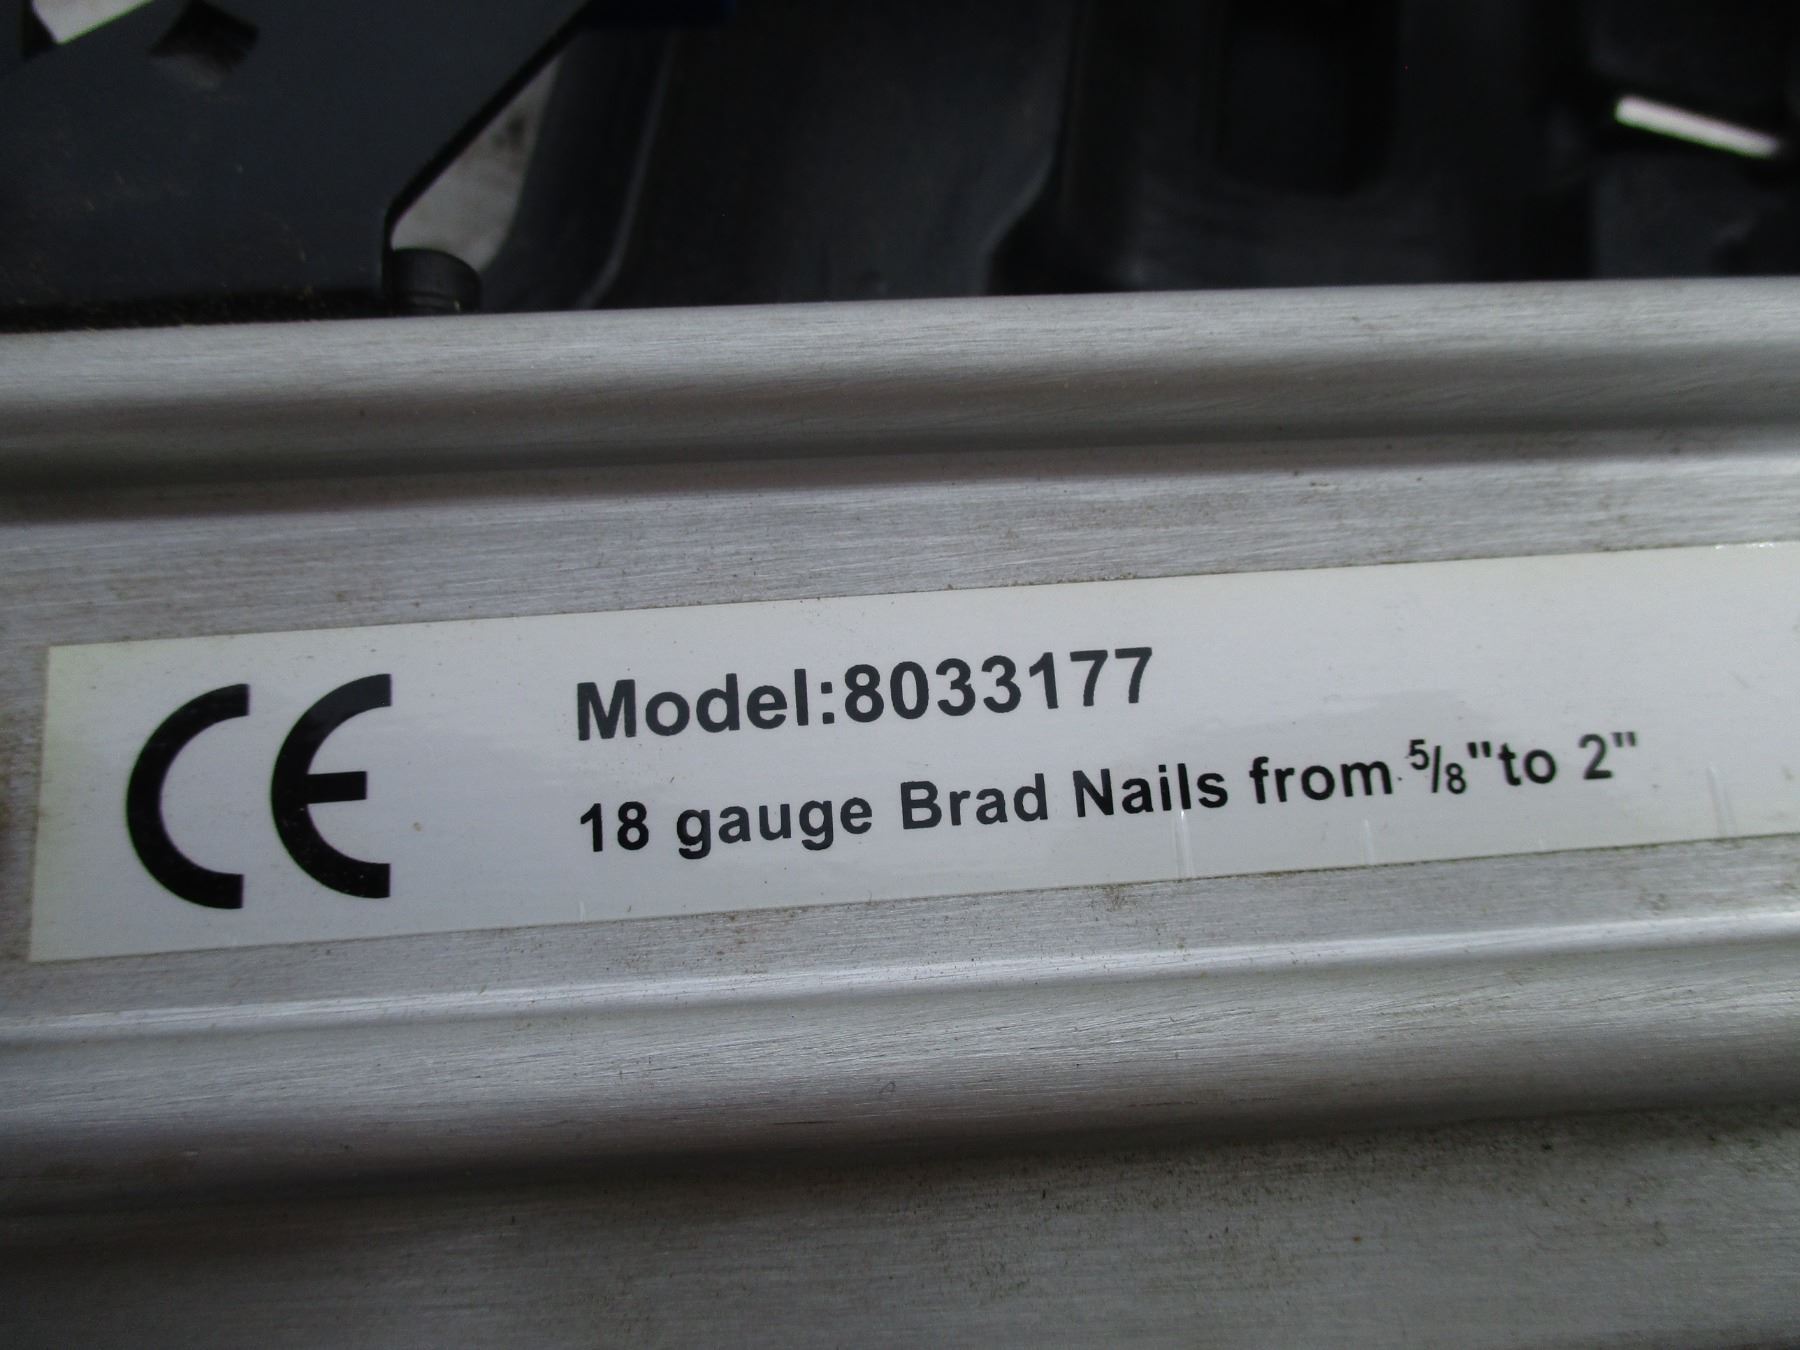 CE
Model:8033177
18 gauge Brad Nails from 5/8" to 2"